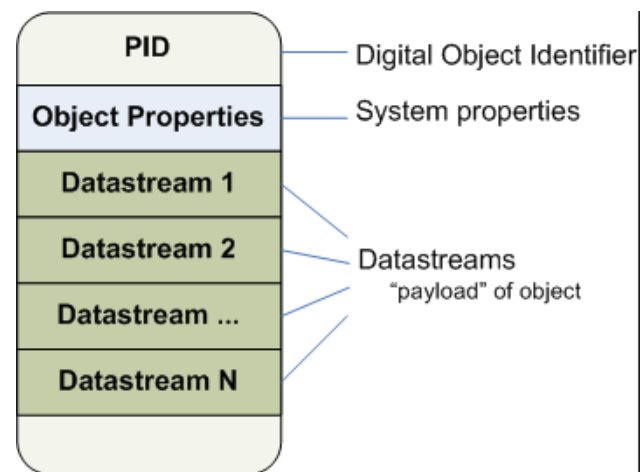 PID
Digital Object Identifier
Object Properties
System properties
Datastream 1
Datastream 2
Datastream ...
Datastream N
Datastreams
“payload” of object